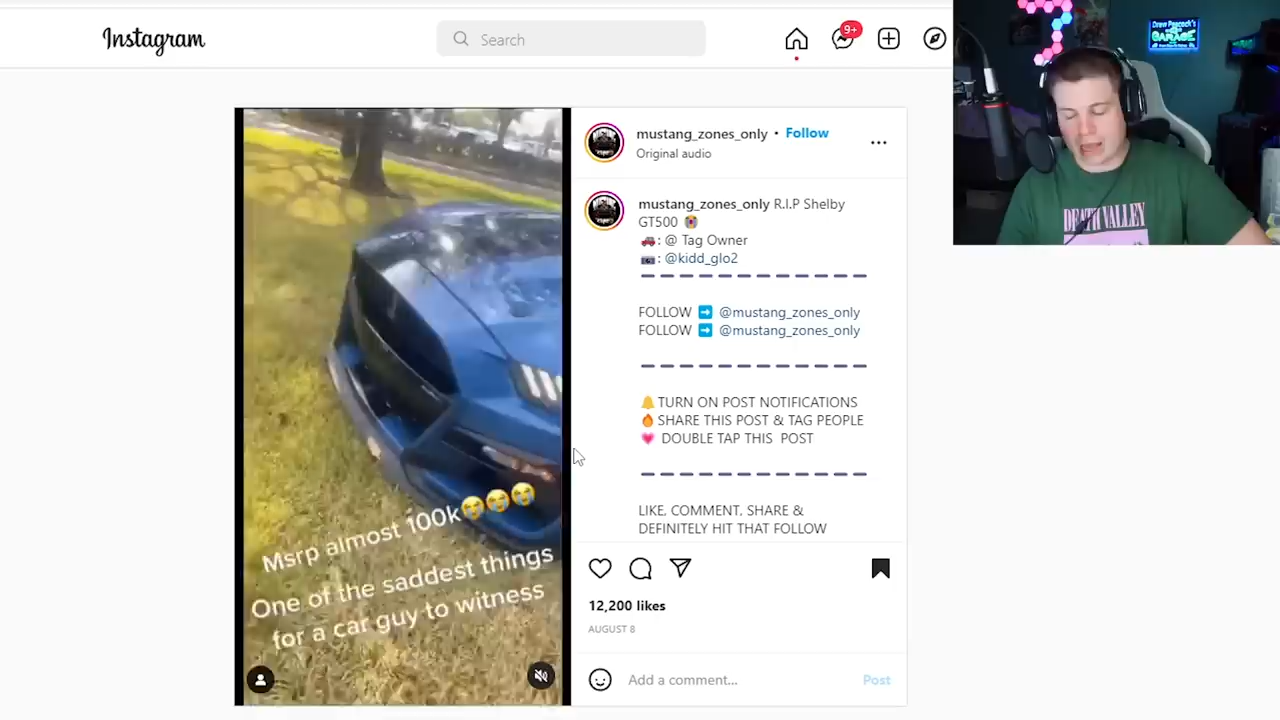 Instagram
Search
9+
Drew Peacock's
GARAGE
DEATH VALLEY
mustang_zones_only • Follow
Original audio
mustang_zones_only R.I.P Shelby
GT500 😭
🚗: @ Tag Owner
📷: @kidd_glo2
FOLLOW ➡️ @mustang_zones_only
FOLLOW ➡️ @mustang_zones_only
🔔TURN ON POST NOTIFICATIONS
🔥SHARE THIS POST & TAG PEOPLE
💗 DOUBLE TAP THIS POST
LIKE, COMMENT, SHARE &
DEFINITELY HIT THAT FOLLOW
Msrp almost 100k😭😭😭
One of the saddest things
for a car guy to witness
12,200 likes
AUGUST 8
Add a comment...
Post